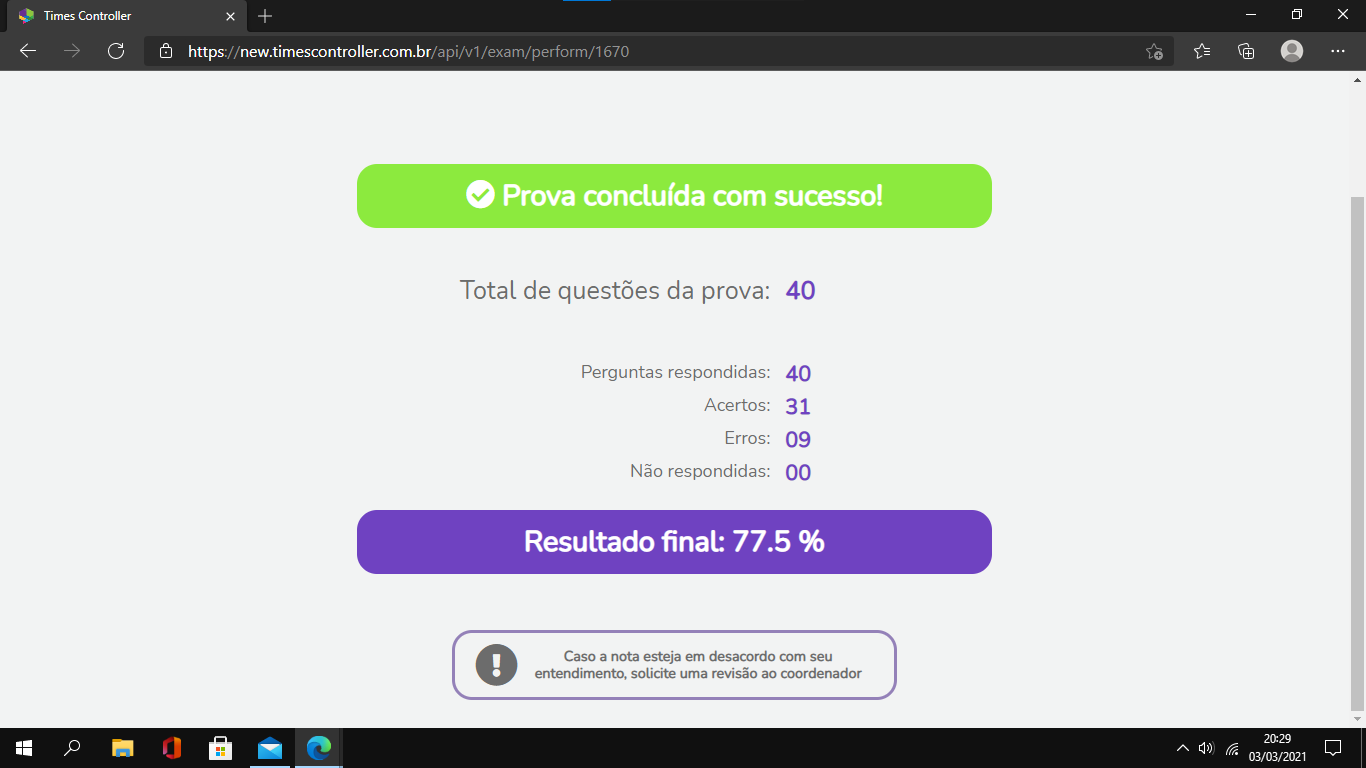 Times Controller
https://new.timescontroller.com.br/api/v1/exam/perform/1670
Prova concluída com sucesso!
Total de questões da prova: 40
Perguntas respondidas: 40
Acertos: 31
Erros: 09
Não respondidas: 00
Resultado final: 77.5 %
Caso a nota esteja em desacordo com seu
entendimento, solicite uma revisão ao coordenador
20:29
03/03/2021